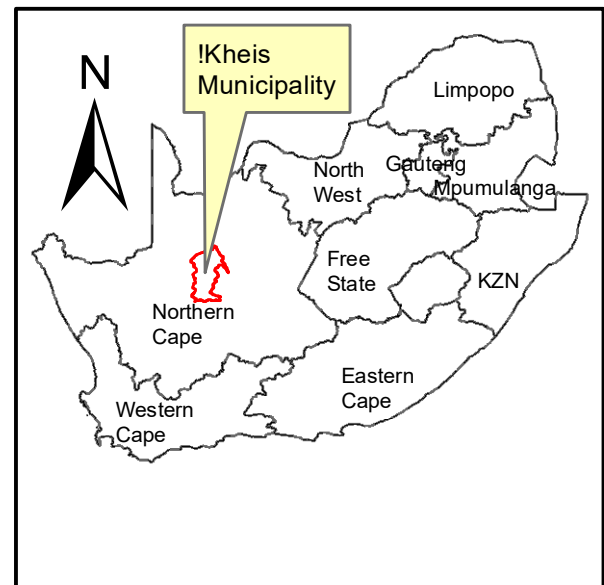 !Kheis
Municipality
N
Limpopo
North
West
Gauteng
Mpumulanga
Free
State
KZN
Northern
Cape
Eastern
Cape
Western
Cape